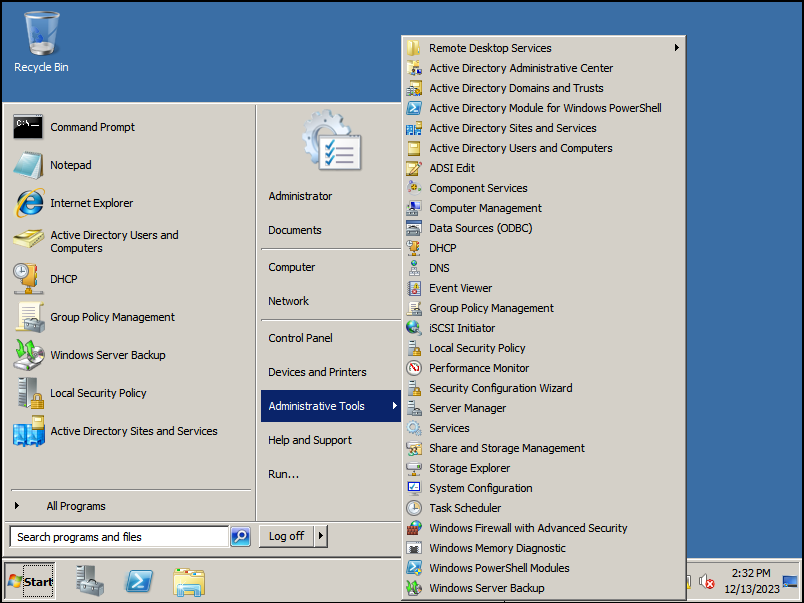 Recycle Bin
Command Prompt
Notepad
Internet Explorer
Active Directory Users and
Computers
DHCP
Group Policy Management
Windows Server Backup
Local Security Policy
Active Directory Sites and Services
All Programs
Search programs and files
Administrator
Documents
Computer
Network
Control Panel
Devices and Printers
Administrative Tools
Help and Support
Run...
Log off
Remote Desktop Services
Active Directory Administrative Center
Active Directory Domains and Trusts
Active Directory Module for Windows PowerShell
Active Directory Sites and Services
Active Directory Users and Computers
ADSI Edit
Component Services
Computer Management
Data Sources (ODBC)
DHCP
DNS
Event Viewer
Group Policy Management
iSCSI Initiator
Local Security Policy
Performance Monitor
Security Configuration Wizard
Server Manager
Services
Share and Storage Management
Storage Explorer
System Configuration
Task Scheduler
Windows Firewall with Advanced Security
Windows Memory Diagnostic
Windows PowerShell Modules
Windows Server Backup
Start
2:32 PM
12/13/2023